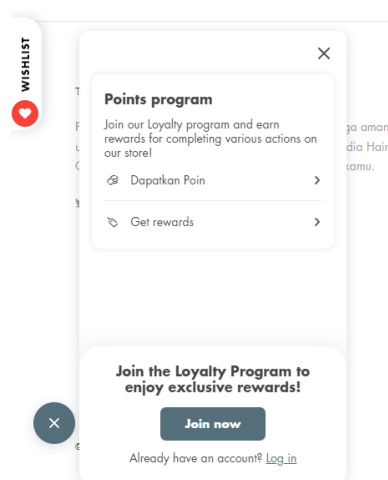 WISHLIST
Points program
Join our Loyalty program and earn
rewards for completing various actions on
our store!
Dapatkan Poin
Get rewards
Join the Loyalty Program to
enjoy exclusive rewards!
Join now
Already have an account? Log in
kamu.